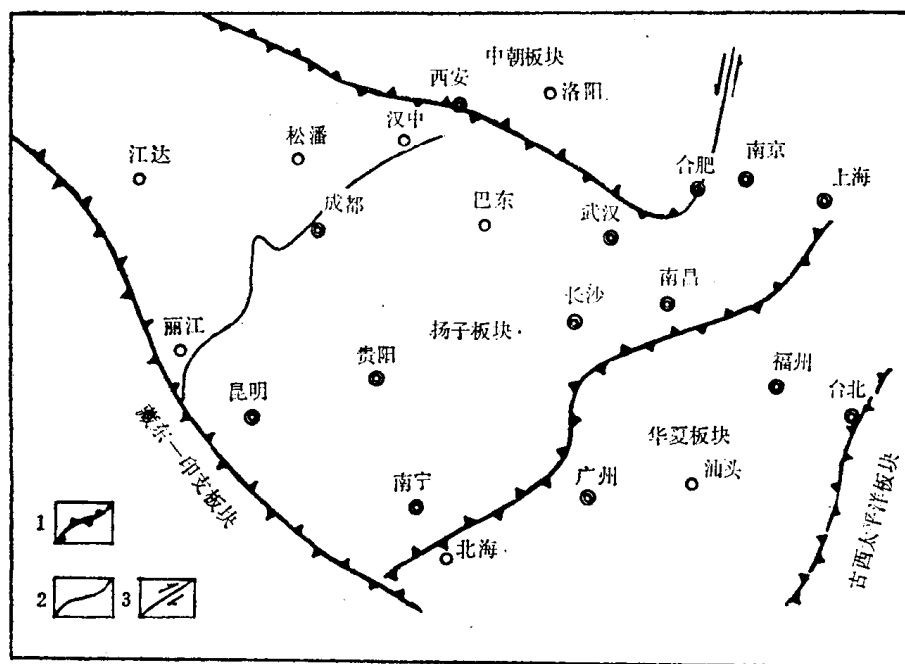 中朝板块
西安
洛阳
汉中
松潘
江达
合肥
南京
上海
成都
巴东
武汉
南昌
长沙
扬子板块
丽江
贵阳
福州
昆明
台北
藏东—印支板块
华夏板块
汕头
南宁
广州
古西太平洋板块
北海
1
2
3